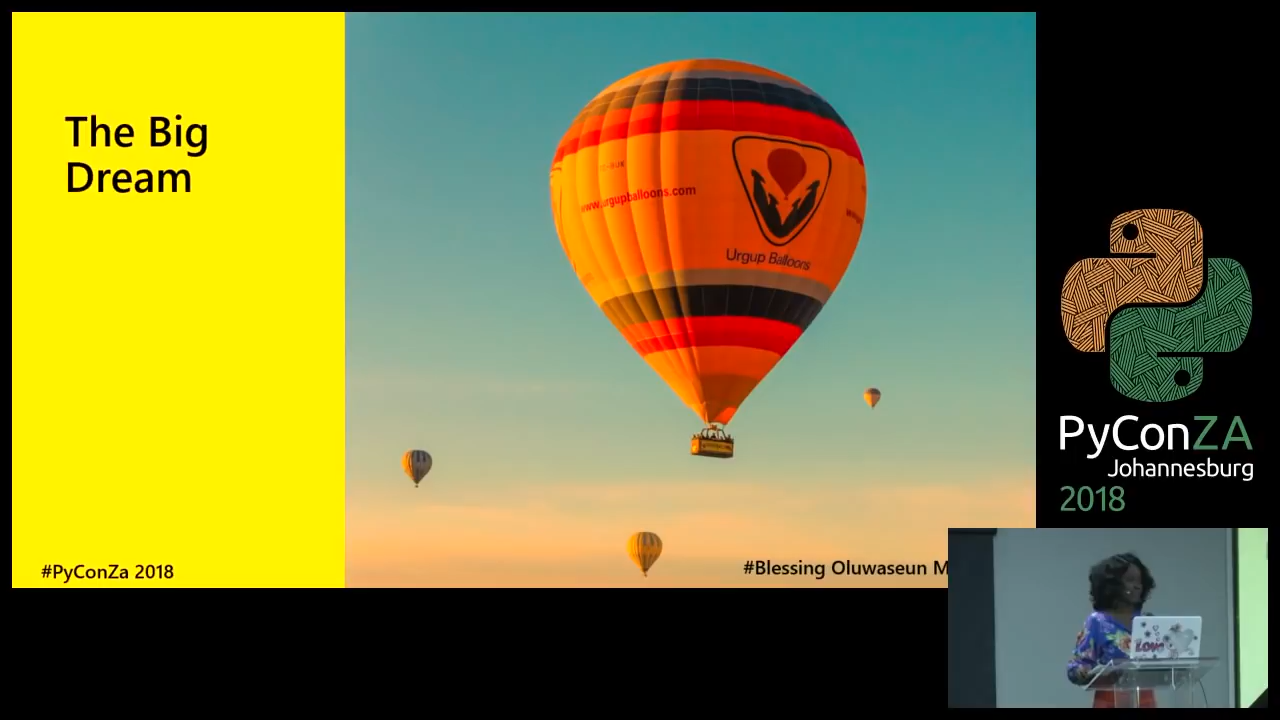 The Big
Dream
www.urgupballoons.com
Urgup Balloons
#PyConZa 2018
#Blessing Oluwaseun M
PyConZA
Johannesburg
2018